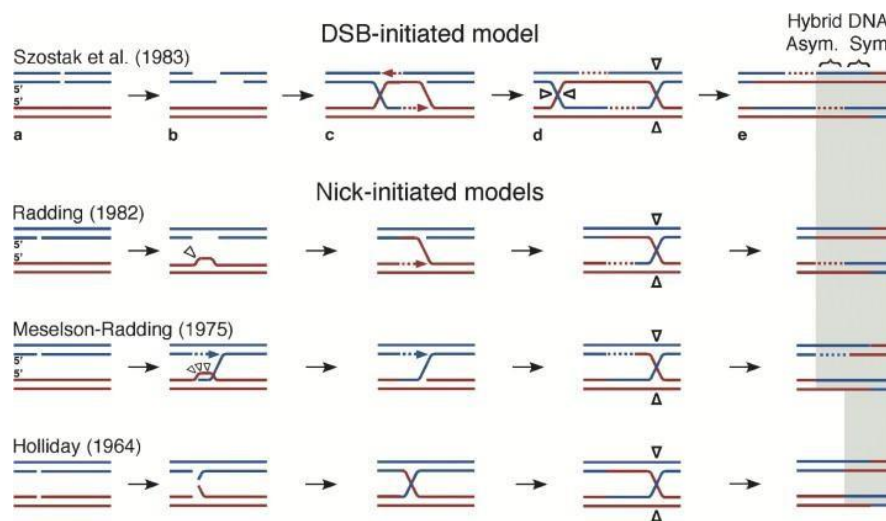 DSB-initiated model
Hybrid DNA
Asym. Sym
Szostak et al. (1983)
5'
5'
a b c d e
Nick-initiated models
Radding (1982)
5'
5'
Meselson-Radding (1975)
5'
5'
Holliday (1964)